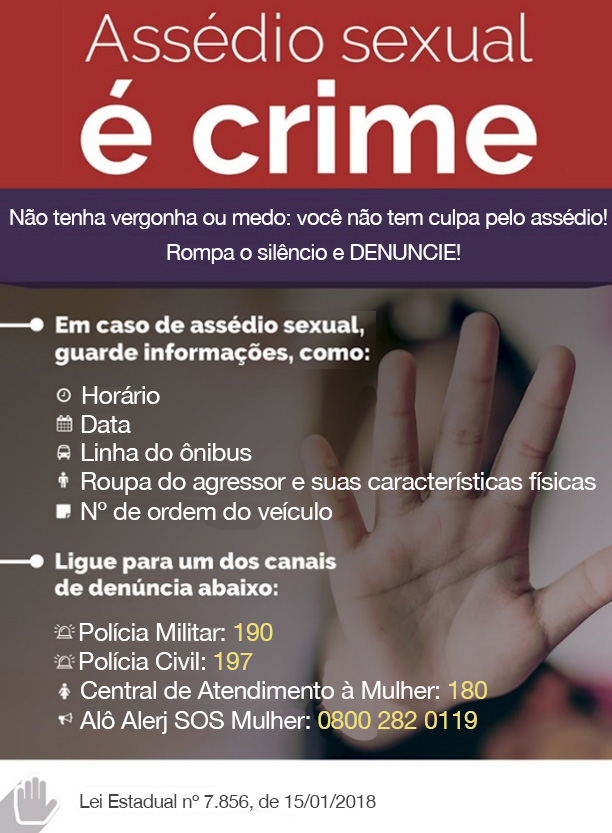 Assédio sexual
é crime
Não tenha vergonha ou medo: você não tem culpa pelo assédio!
Rompa o silêncio e DENUNCIE!
Em caso de assédio sexual,
guarde informações, como:
Horário
Data
Linha do ônibus
Roupa do agressor e suas características físicas
Nº de ordem do veículo
Ligue para um dos canais
de denúncia abaixo:
Polícia Militar: 190
Polícia Civil: 197
Central de Atendimento à Mulher: 180
Alô Alerj SOS Mulher: 0800 282 0119
Lei Estadual nº 7.856, de 15/01/2018